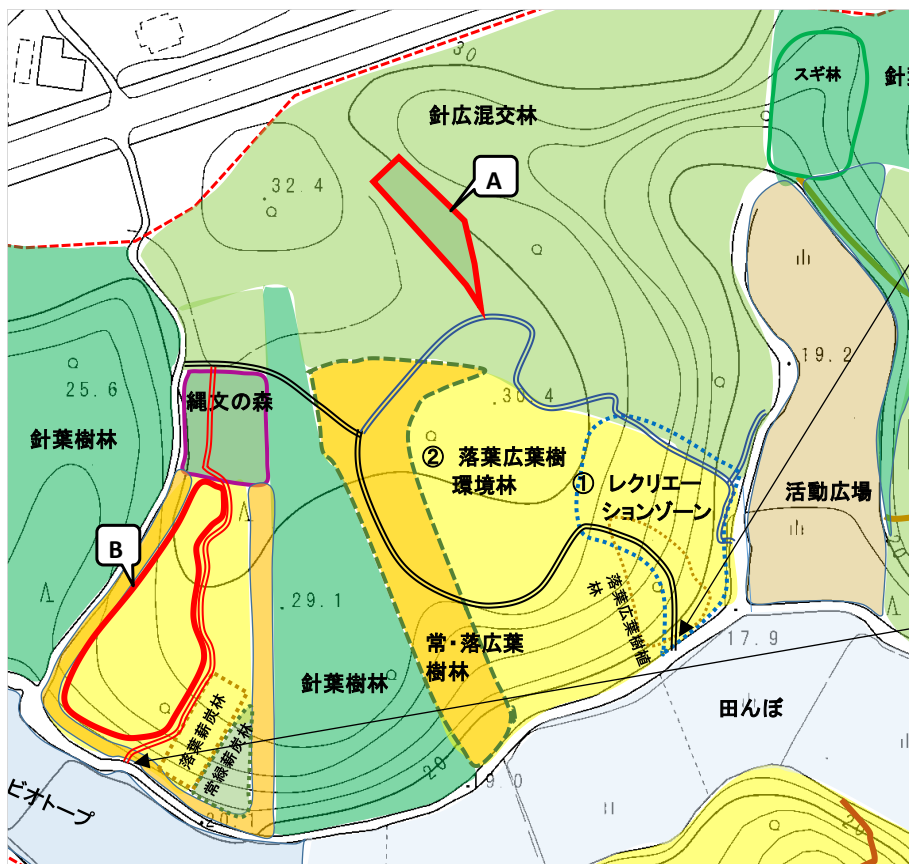 30
スギ林
針広混交林
A
32.4
19.2
25.6
縄文の森
30.4
針葉樹林
② 落葉広葉樹
環境林
① レクリエー
ションゾーン
活動広場
B
29.1
落葉広葉樹植
林
17.9
常・落広葉
樹林
針葉樹林
田んぼ
落葉薪炭林
常緑薪炭林
20
19.0
ビオトープ
20